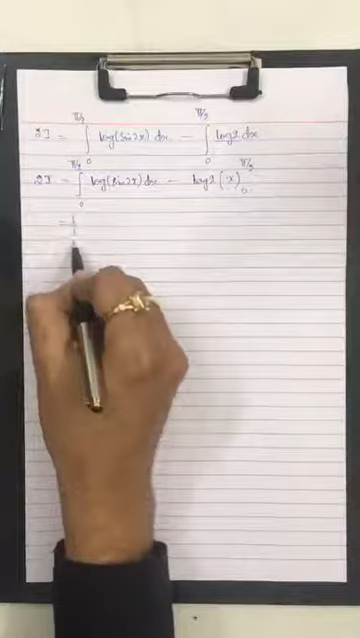 2I = ∫₀^{π/2} log(sin2x) dx − ∫₀^{π/2} log2 dx
2I = ∫₀^{π/2} log(sin2x) dx − log2 (x)₀^{π/2}
=